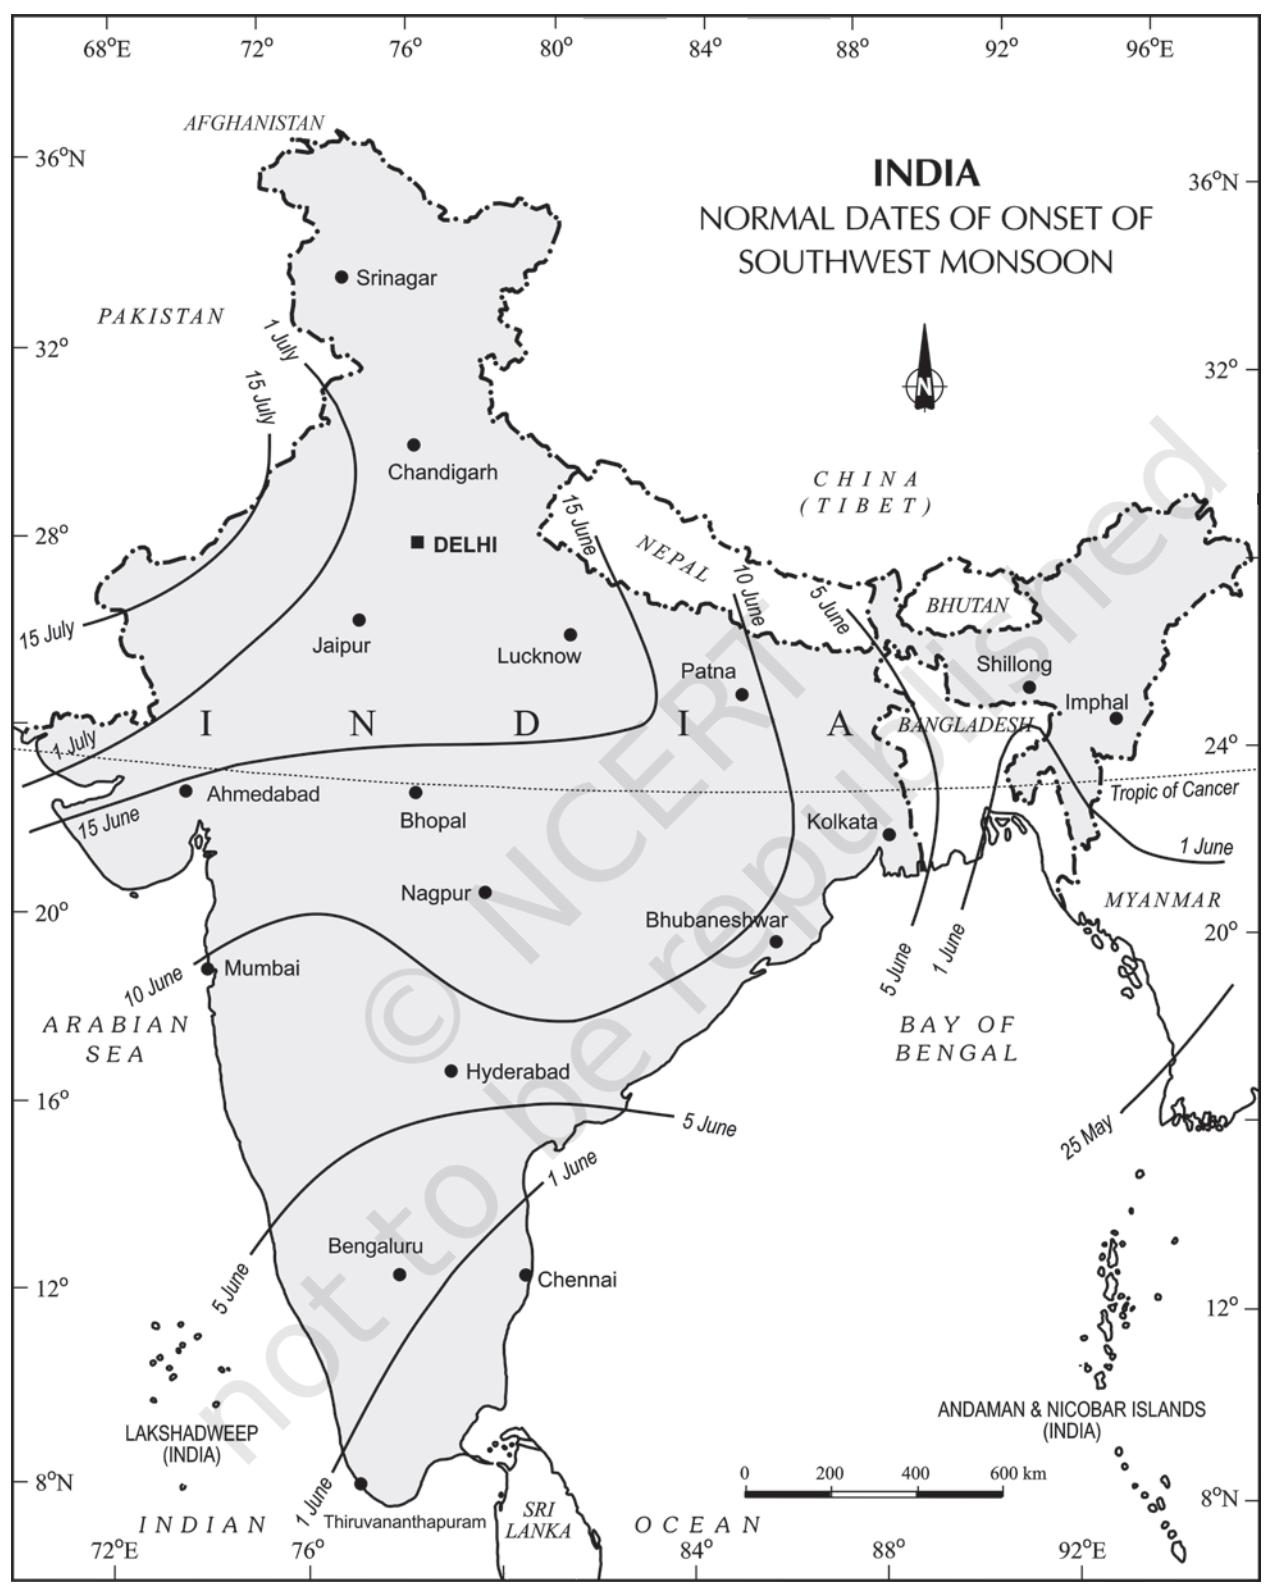 68°E 72° 76° 80° 84° 88° 92° 96°E
AFGHANISTAN
36°N
INDIA
36°N
NORMAL DATES OF ONSET OF
SOUTHWEST MONSOON
Srinagar
PAKISTAN
1 July
32°
15 July
32°
N
Chandigarh
CHINA
(TIBET)
15 June
28°
DELHI
NEPAL
10 June
5 June
BHUTAN
15 July
Jaipur
Lucknow
Patna
Shillong
Imphal
I N D I A
BANGLADESH
1 July
24°
Ahmedabad
Tropic of Cancer
15 June
Bhopal
Kolkata
1 June
Nagpur
MYANMAR
20°
Bhubaneshwar
20°
10 June
Mumbai
5 June
1 June
ARABIAN
SEA
BAY OF
BENGAL
Hyderabad
16°
5 June
25 May
1 June
Bengaluru
Chennai
12°
5 June
12°
LAKSHADWEEP
(INDIA)
ANDAMAN & NICOBAR ISLANDS
(INDIA)
0 200 400 600 km
8°N
8°N
1 June
Thiruvananthapuram
SRI
LANKA
INDIAN OCEAN
72°E 76° 84° 88° 92°E
© NCERT
not to be republished